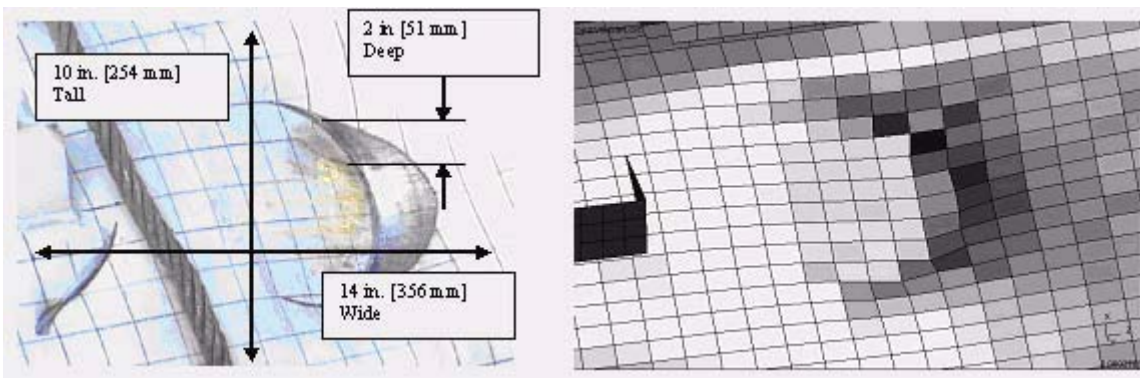 10 in. [254 mm]
Tall
2 in [51 mm]
Deep
14 in. [356 mm]
Wide